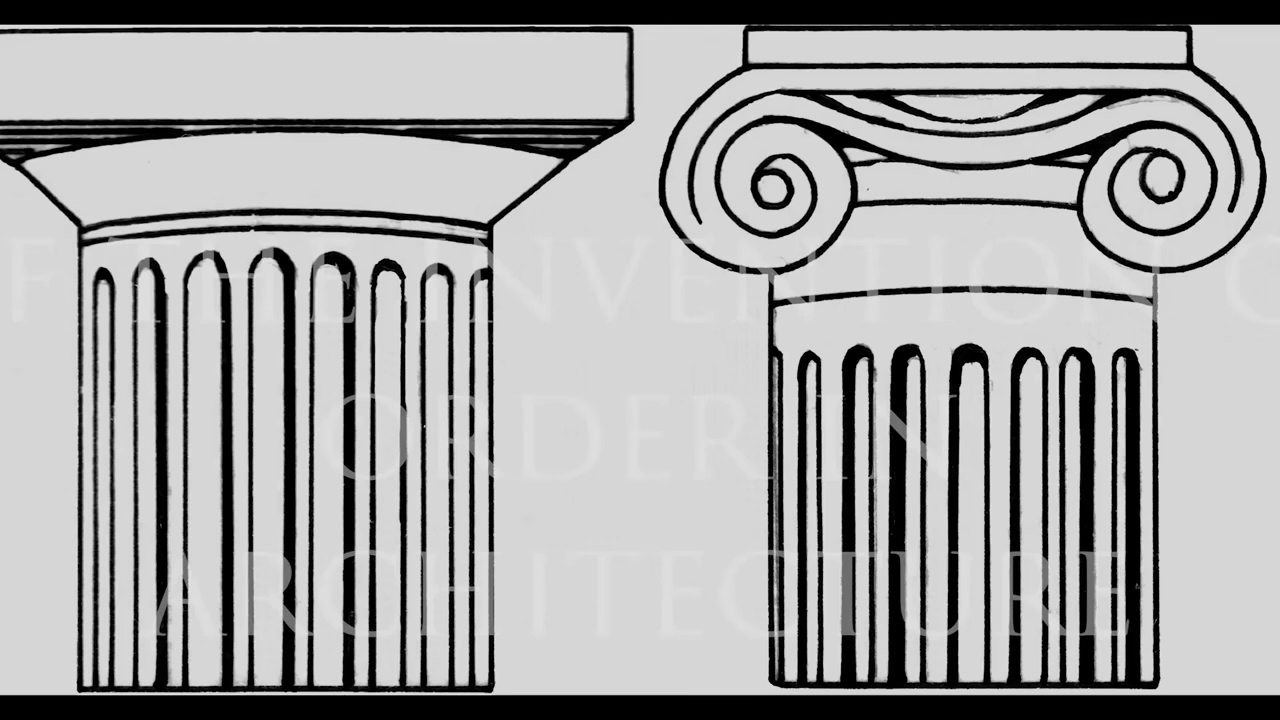 F THE INVENTION O
ORDER IN
ARCHITECTURE